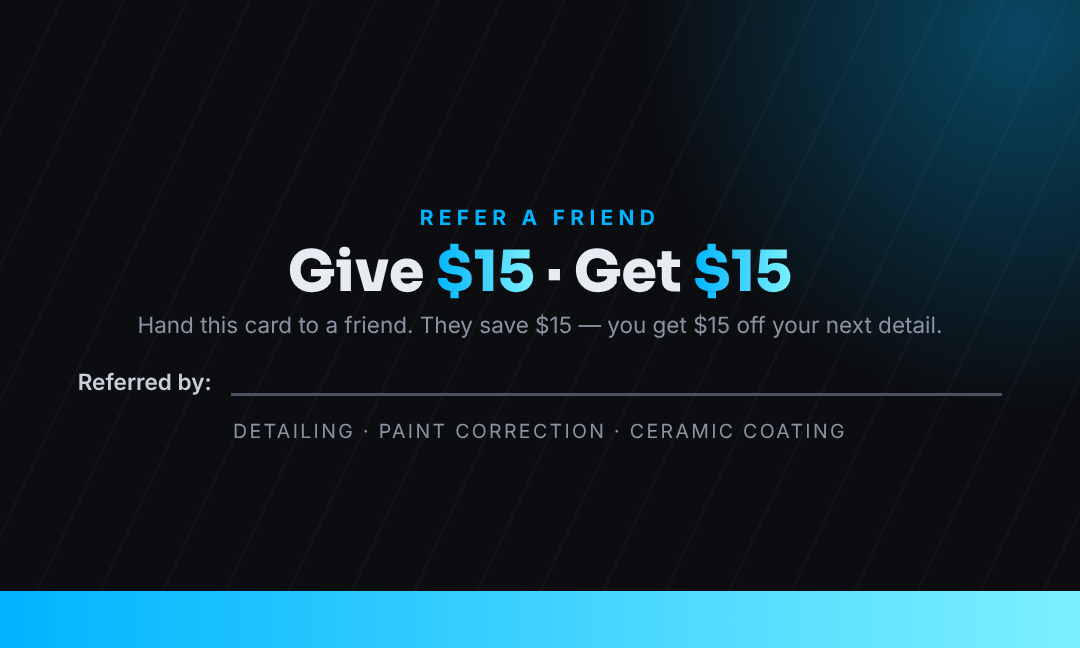 REFER A FRIEND
Give $15 · Get $15
Hand this card to a friend. They save $15 — you get $15 off your next detail.
Referred by:
DETAILING · PAINT CORRECTION · CERAMIC COATING